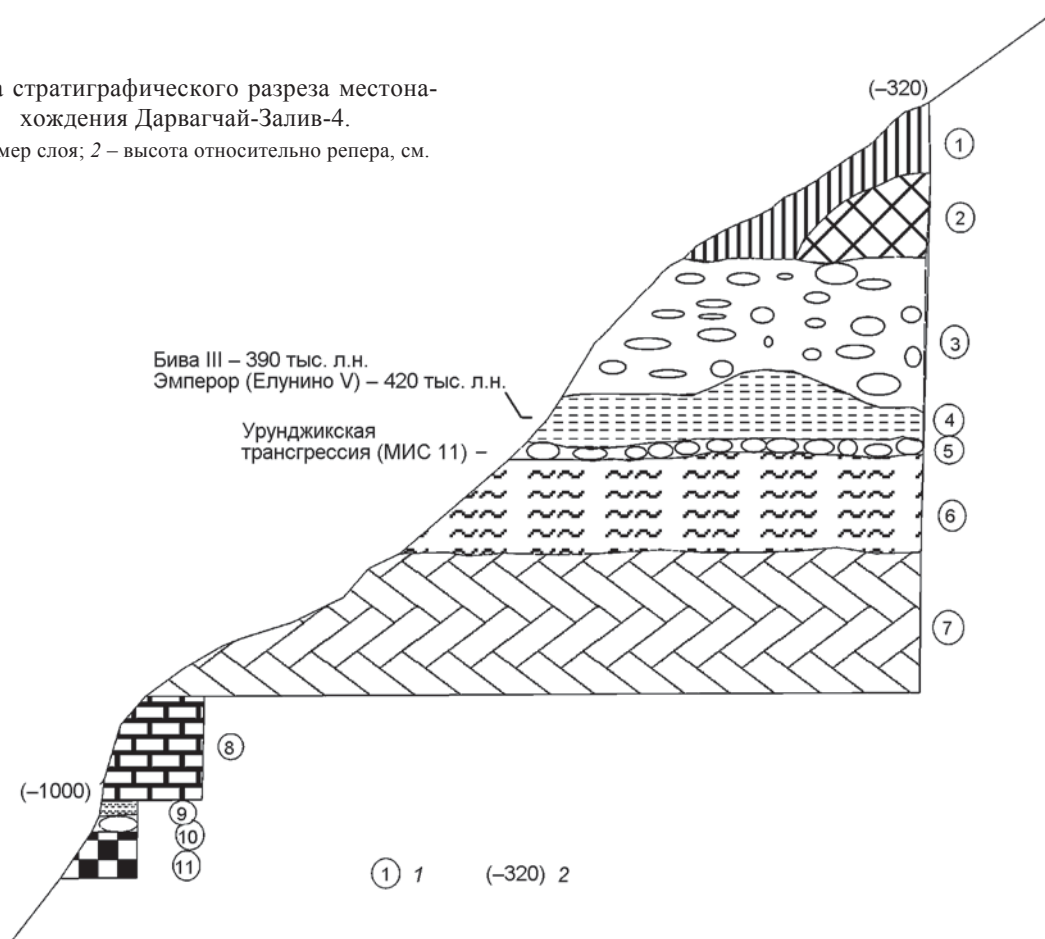 а стратиграфического разреза местона-
хождения Дарвагчай-Залив-4.
мер слоя; 2 – высота относительно репера, см.
(–320)
1
2
3
Бива III – 390 тыс. л.н.
Эмперор (Елунино V) – 420 тыс. л.н.
4
Урунджикская
трансгрессия (МИС 11) –
5
6
7
8
(–1000)
9
10
11
1 1 (–320) 2